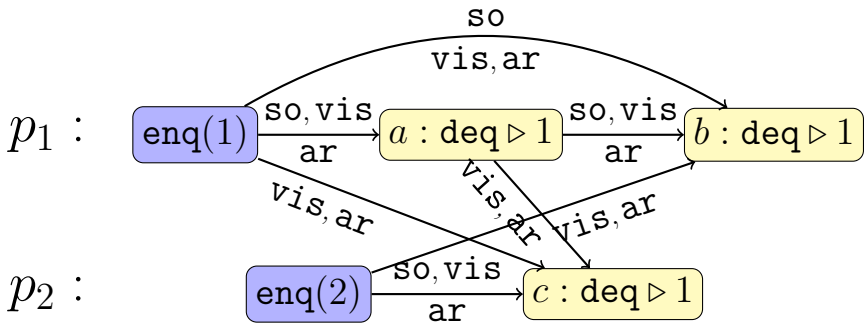 so
vis,ar
p₁ : enq(1) so,vis ar a : deq ▷ 1 so,vis ar b : deq ▷ 1
vis,ar vis,ar vis,ar
p₂ : enq(2) so,vis ar c : deq ▷ 1